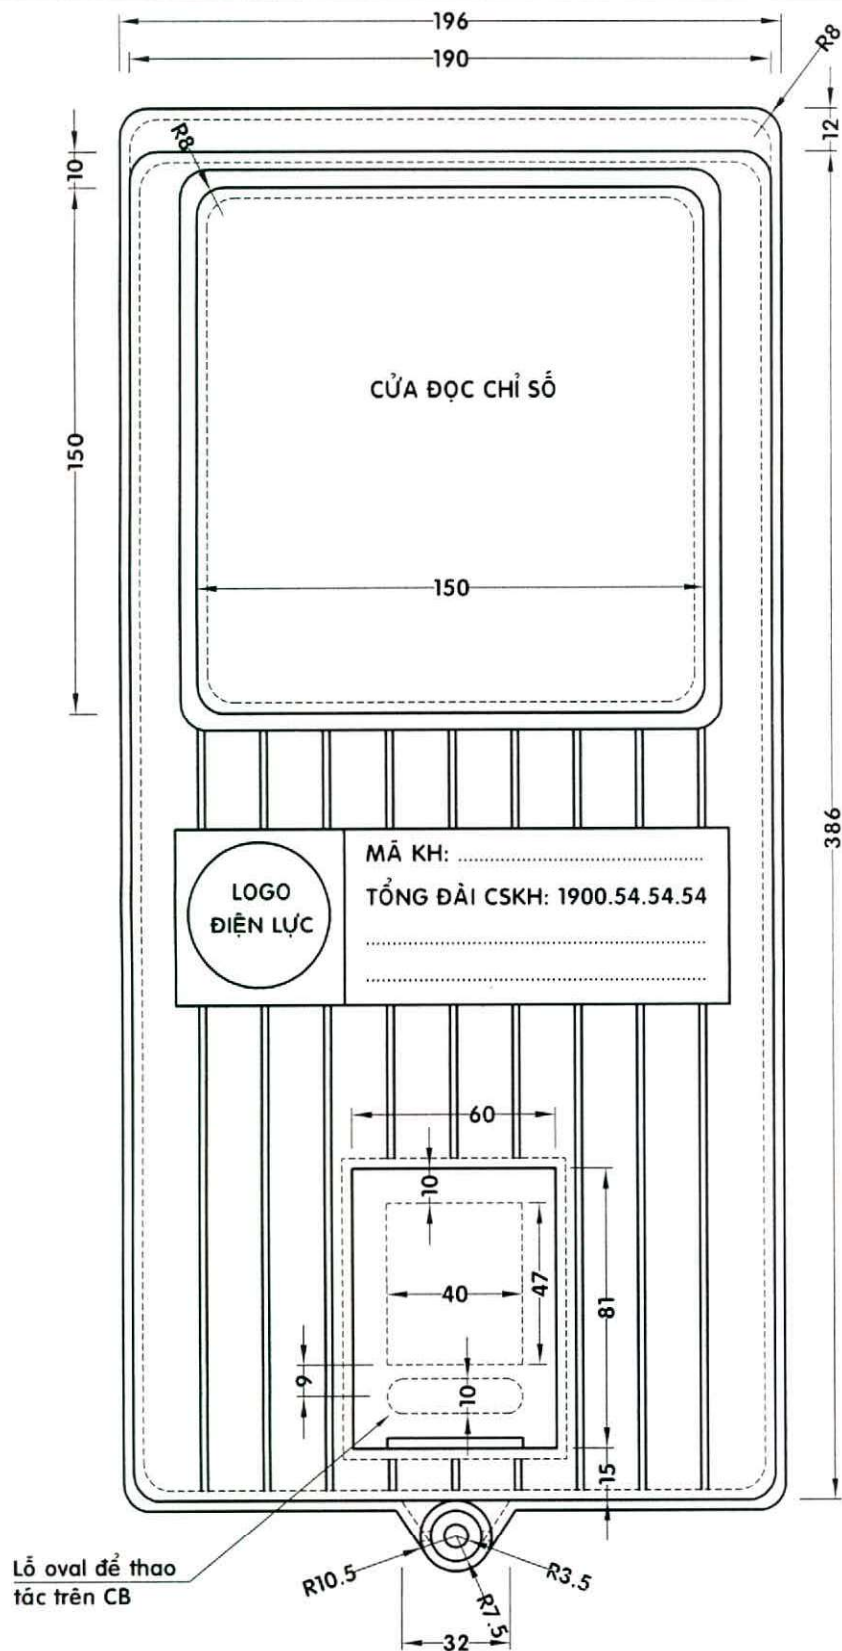 196
190
R8
12
R8
10
CỬA ĐỌC CHỈ SỐ
150
150
386
LOGO
ĐIỆN LỰC
MÃ KH: ........................................
TỔNG ĐÀI CSKH: 1900.54.54.54
........................................
........................................
60
10
47
40
81
9
10
15
Lỗ oval để thao
tác trên CB
R10.5
R3.5
R7.5
32